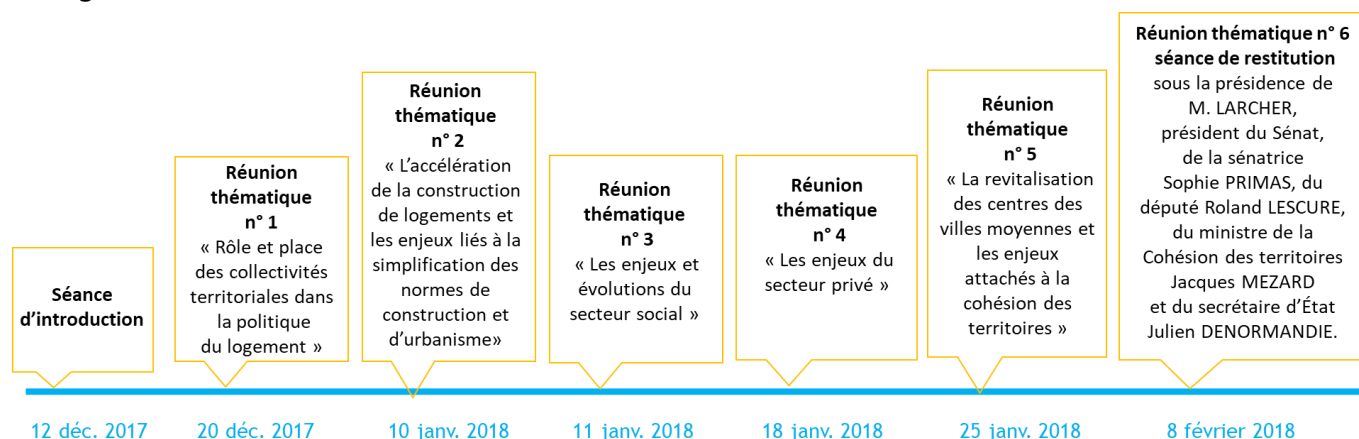 Séance
d'introduction
Réunion
thématique
n° 1
« Rôle et place
des collectivités
territoriales dans
la politique
du logement »
Réunion
thématique
n° 2
« L'accélération
de la construction
de logements et
les enjeux liés à la
simplification des
normes de
construction et
d'urbanisme»
Réunion
thématique
n° 3
« Les enjeux et
évolutions du
secteur social »
Réunion
thématique
n° 4
« Les enjeux du
secteur privé »
Réunion
thématique
n° 5
« La revitalisation
des centres des
villes moyennes et
les enjeux
attachés à la
cohésion des
territoires »
Réunion thématique n° 6
séance de restitution
sous la présidence de
M. LARCHER,
président du Sénat,
de la sénatrice
Sophie PRIMAS, du
député Roland LESCURE,
du ministre de la
Cohésion des territoires
Jacques MEZARD
et du secrétaire d'État
Julien DENORMANDIE.
12 déc. 2017
20 déc. 2017
10 janv. 2018
11 janv. 2018
18 janv. 2018
25 janv. 2018
8 février 2018